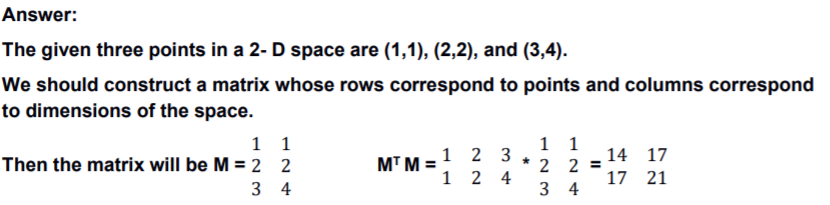 Answer:
The given three points in a 2- D space are (1,1), (2,2), and (3,4).
We should construct a matrix whose rows correspond to points and columns correspond
to dimensions of the space.
1 1 1 1
Then the matrix will be M = 2 2 Mᵀ M = 1 2 3 * 2 2 = 14 17
3 4 1 2 4 3 4 17 21